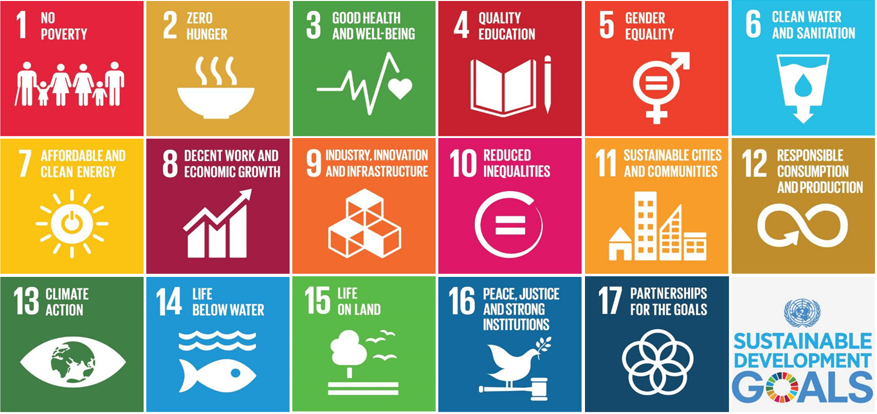 1 NO
POVERTY
2 ZERO
HUNGER
3 GOOD HEALTH
AND WELL-BEING
4 QUALITY
EDUCATION
5 GENDER
EQUALITY
6 CLEAN WATER
AND SANITATION
7 AFFORDABLE AND
CLEAN ENERGY
8 DECENT WORK AND
ECONOMIC GROWTH
9 INDUSTRY, INNOVATION
AND INFRASTRUCTURE
10 REDUCED
INEQUALITIES
11 SUSTAINABLE CITIES
AND COMMUNITIES
12 RESPONSIBLE
CONSUMPTION
AND PRODUCTION
13 CLIMATE
ACTION
14 LIFE
BELOW WATER
15 LIFE
ON LAND
16 PEACE, JUSTICE
AND STRONG
INSTITUTIONS
17 PARTNERSHIPS
FOR THE GOALS
SUSTAINABLE
DEVELOPMENT
GOALS